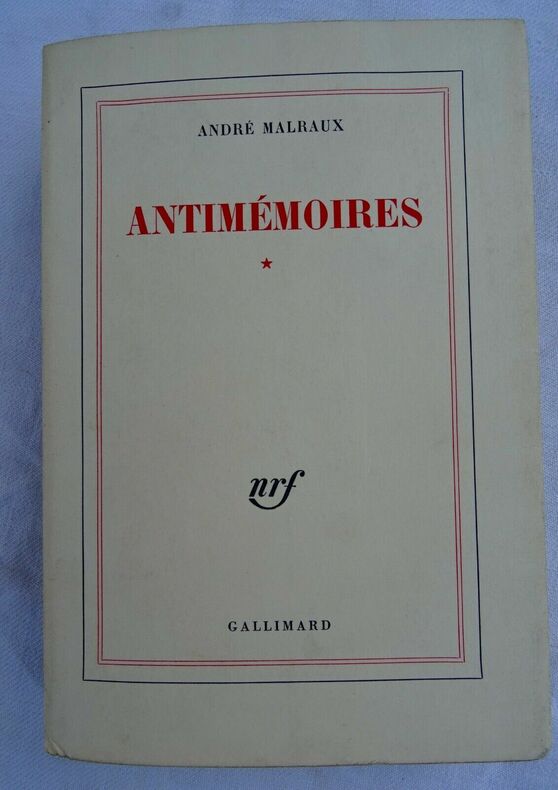 ANDRÉ MALRAUX
ANTIMÉMOIRES
*
nrf
GALLIMARD